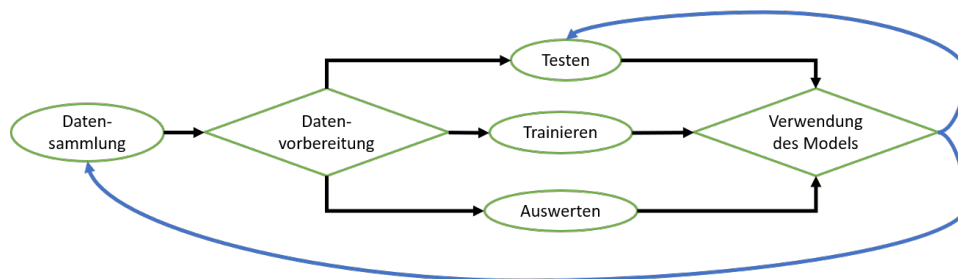 Testen
Daten-
sammlung
Daten-
vorbereitung
Trainieren
Verwendung
des Models
Auswerten